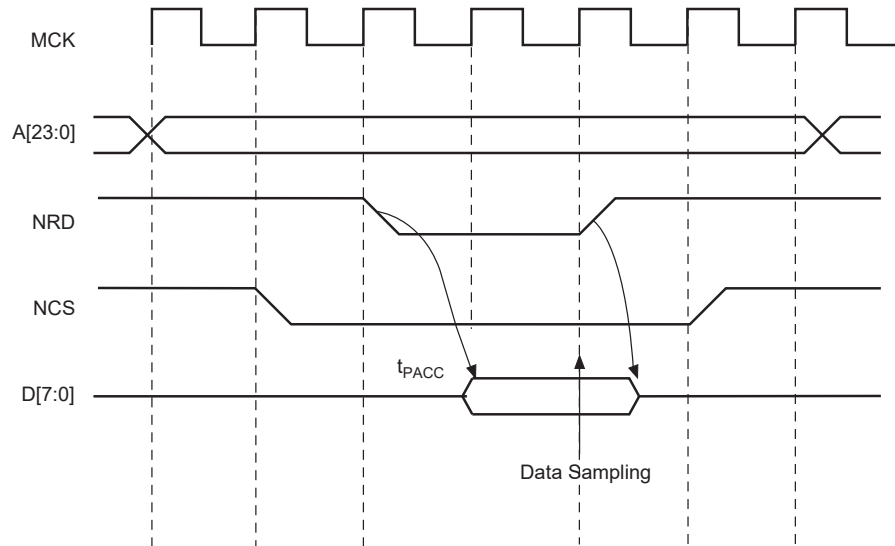 MCK
A[23:0]
NRD
NCS
tPACC
D[7:0]
Data Sampling